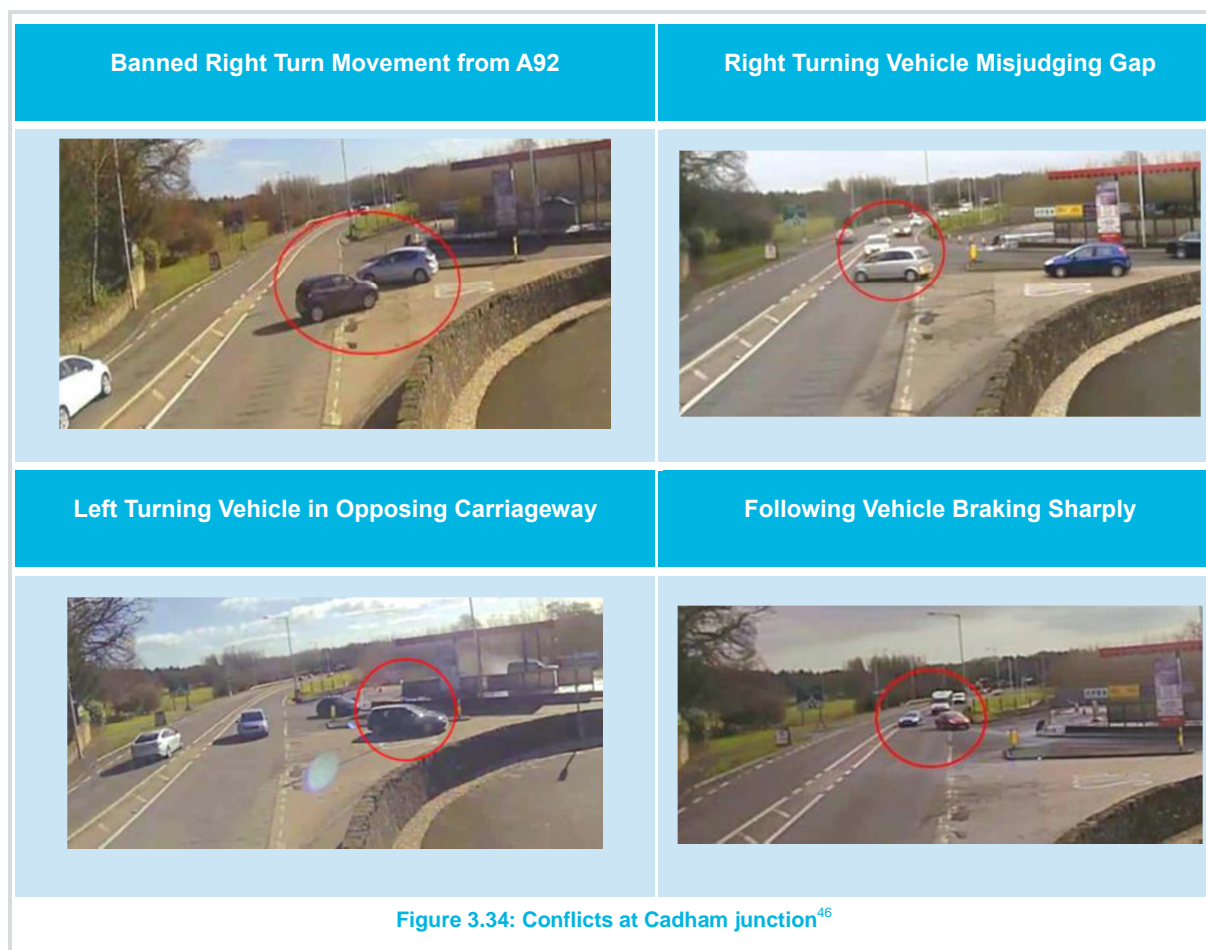 Banned Right Turn Movement from A92
Right Turning Vehicle Misjudging Gap
Left Turning Vehicle in Opposing Carriageway
Following Vehicle Braking Sharply
Figure 3.34: Conflicts at Cadham junction46